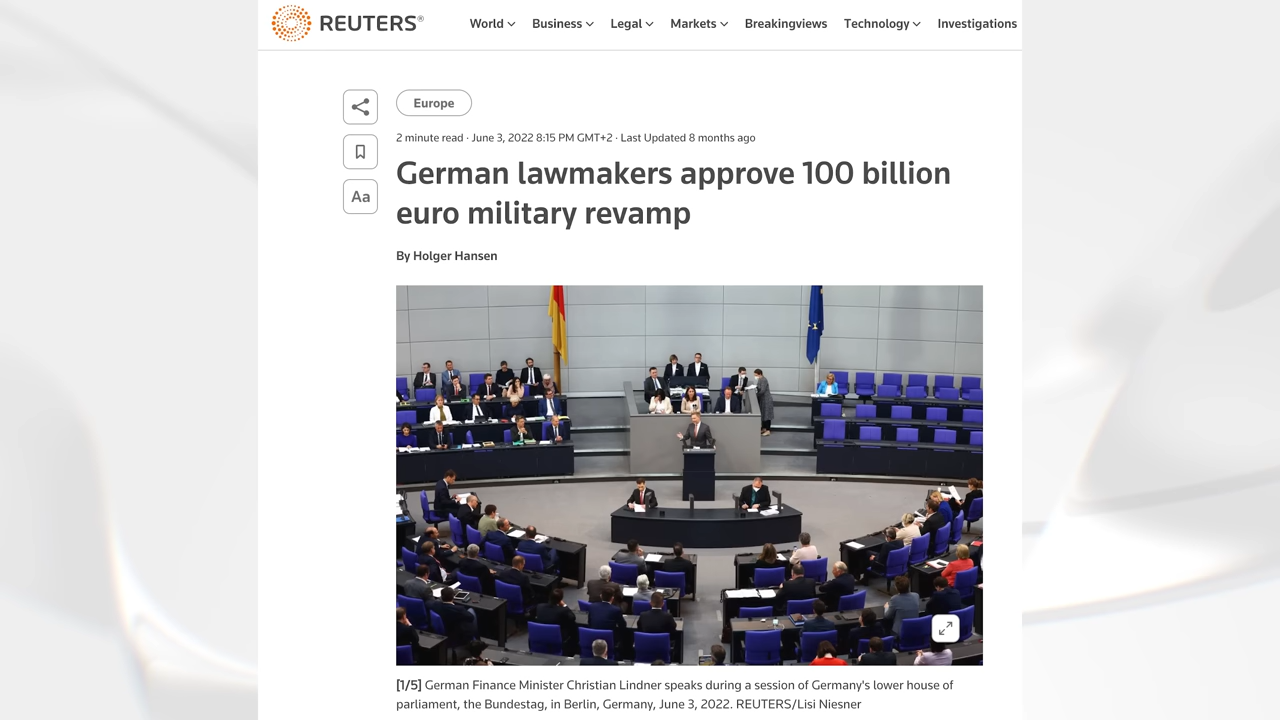 REUTERS®
World Business Legal Markets Breakingviews Technology Investigations
Europe
2 minute read · June 3, 2022 8:15 PM GMT+2 · Last Updated 8 months ago
Aa
German lawmakers approve 100 billion
euro military revamp
By Holger Hansen
[1/5] German Finance Minister Christian Lindner speaks during a session of Germany's lower house of
parliament, the Bundestag, in Berlin, Germany, June 3, 2022. REUTERS/Lisi Niesner